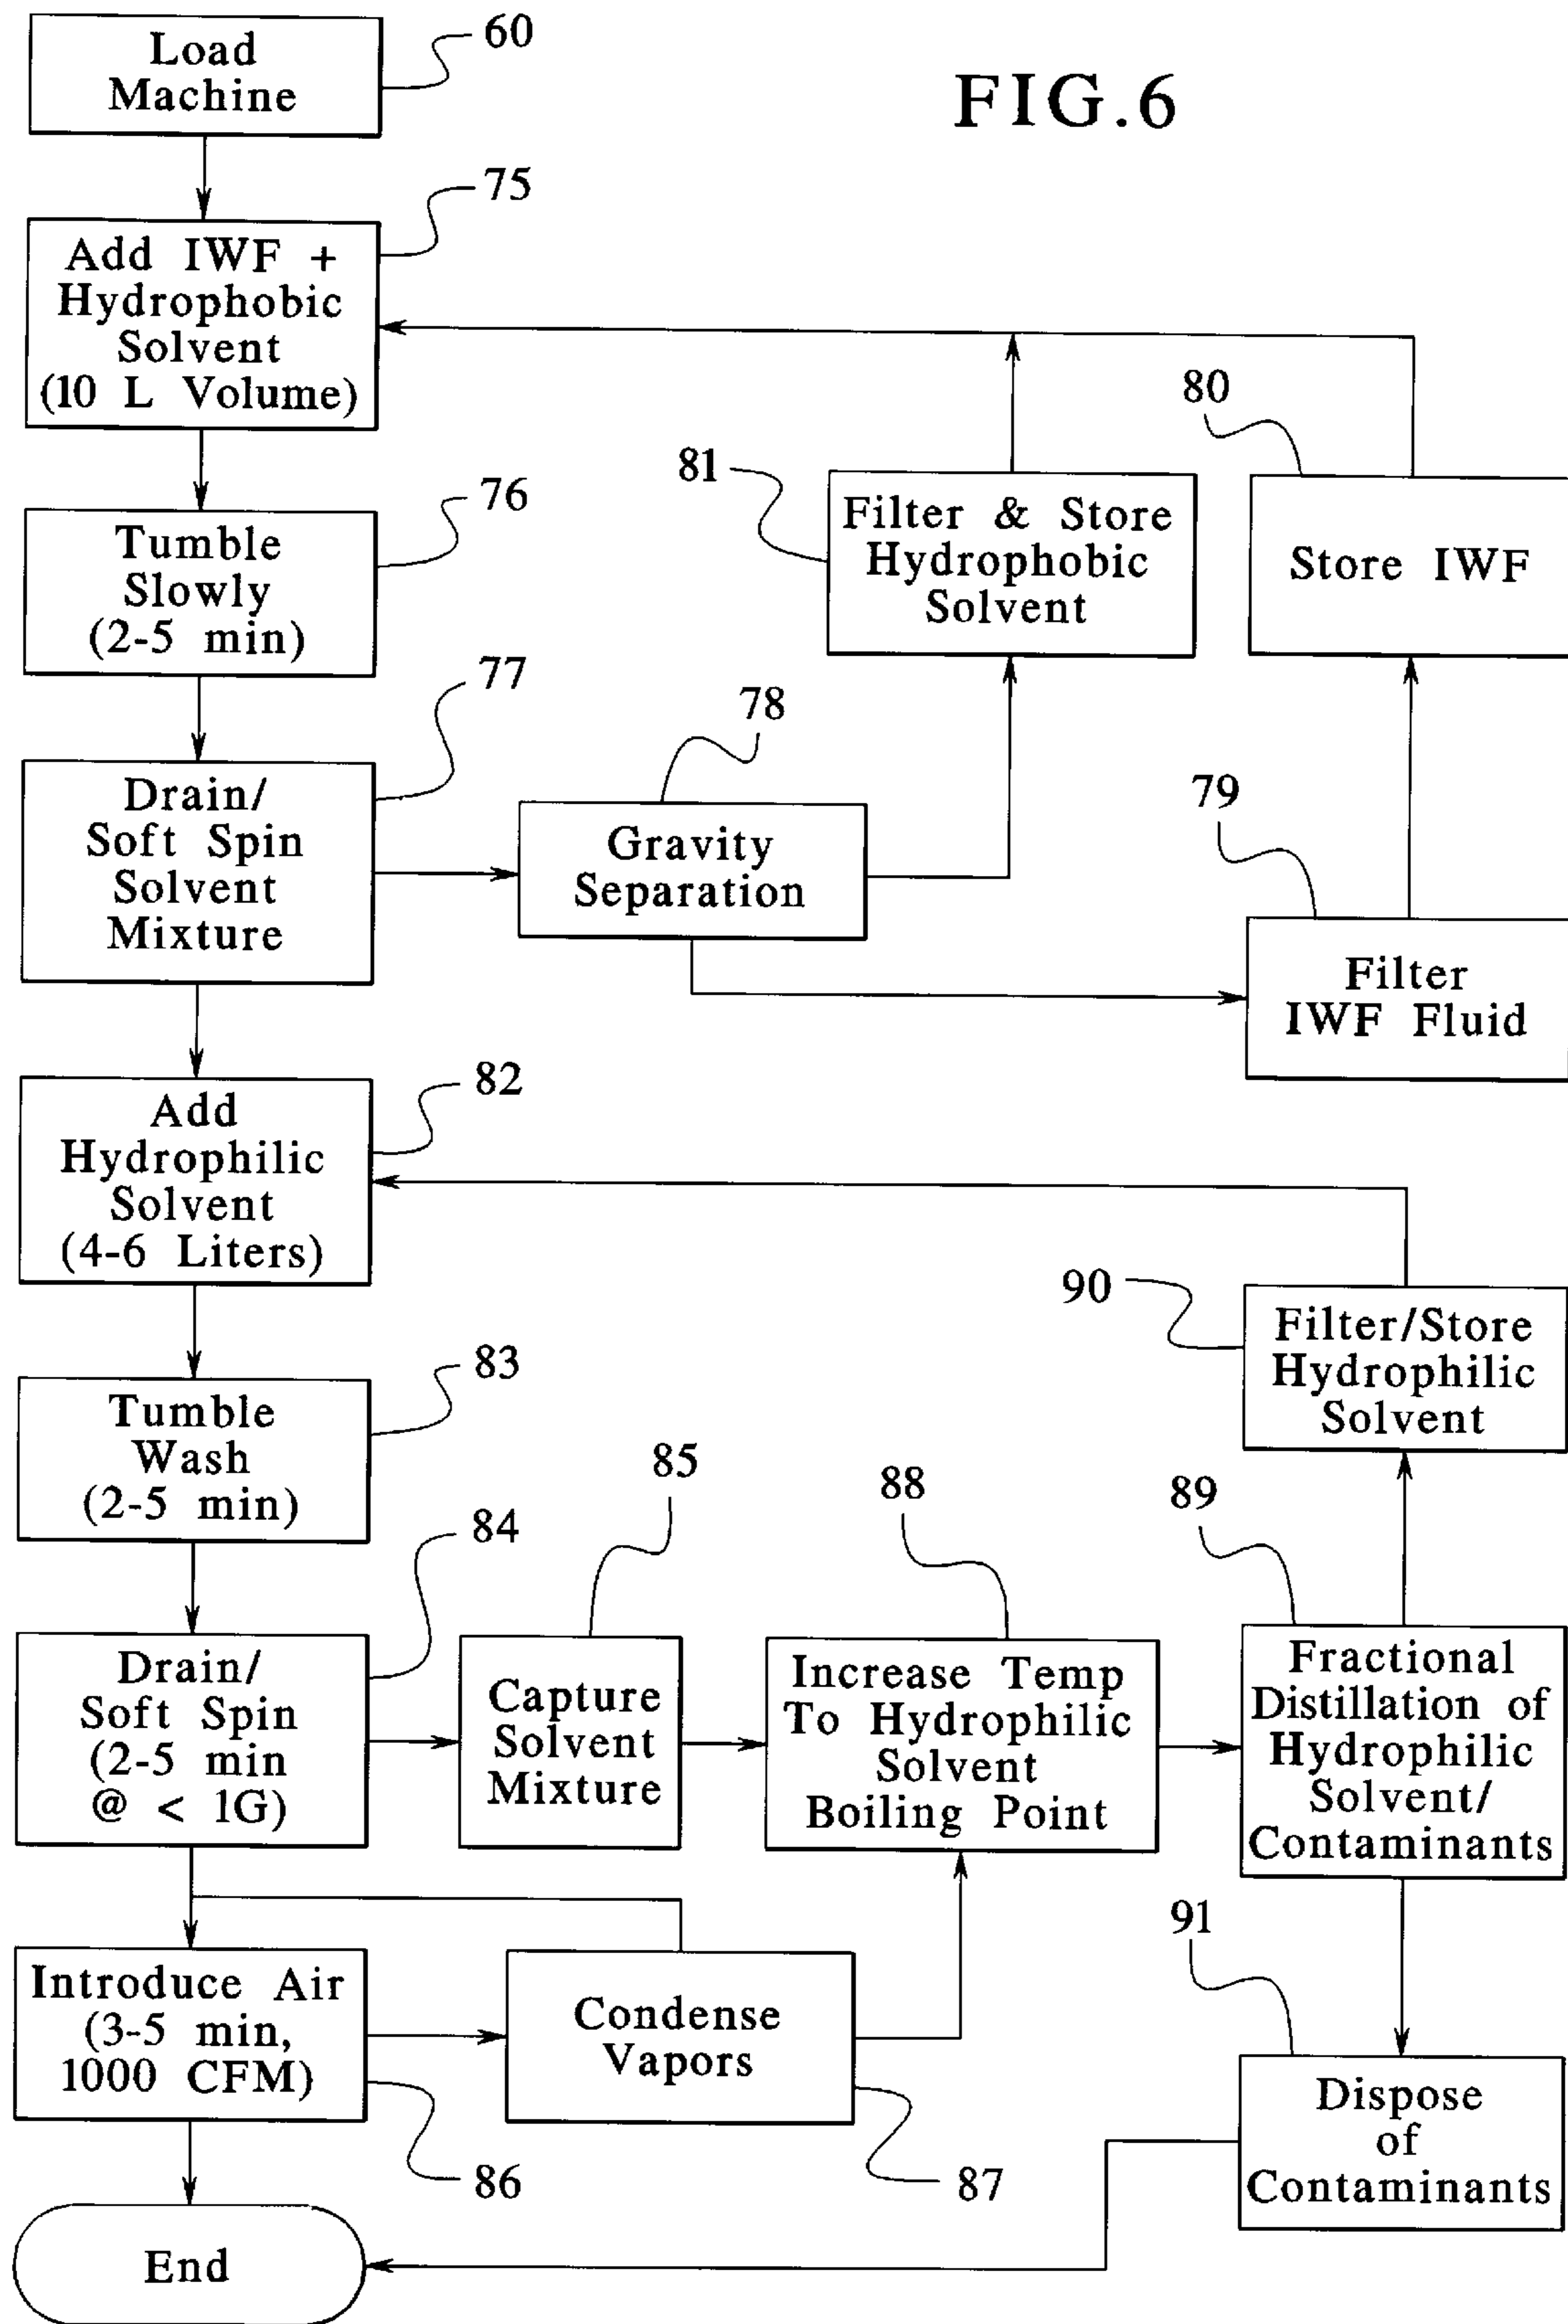 FIG.6
Load
Machine
60
Add IWF +
Hydrophobic
Solvent
(10 L Volume)
75
Tumble
Slowly
(2-5 min)
76
Drain/
Soft Spin
Solvent
Mixture
77
Gravity
Separation
78
Filter & Store
Hydrophobic
Solvent
81
Store IWF
80
Filter
IWF Fluid
79
Add
Hydrophilic
Solvent
(4-6 Liters)
82
Tumble
Wash
(2-5 min)
83
Drain/
Soft Spin
(2-5 min
@ < 1G)
84
Capture
Solvent
Mixture
85
Increase Temp
To Hydrophilic
Solvent
Boiling Point
88
Fractional
Distillation of
Hydrophilic
Solvent/
Contaminants
89
Filter/Store
Hydrophilic
Solvent
90
Introduce Air
(3-5 min,
1000 CFM)
86
Condense
Vapors
87
Dispose
of
Contaminants
91
End